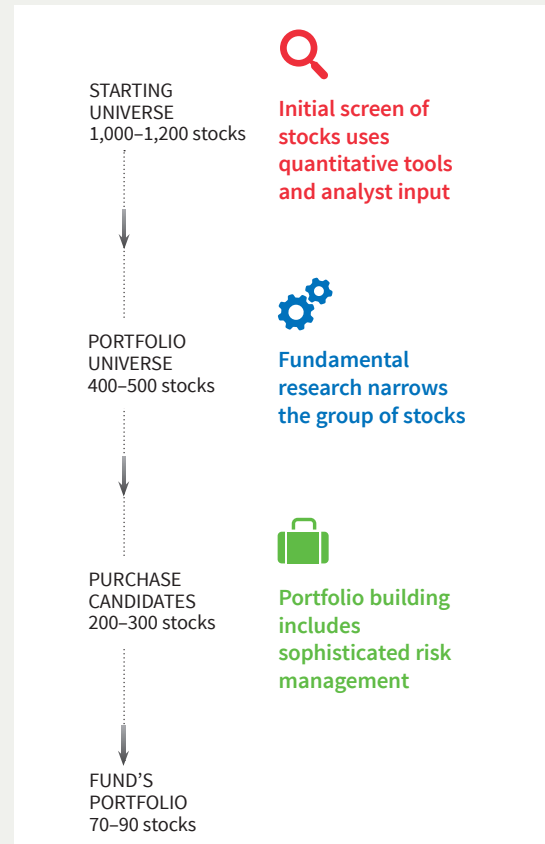 STARTING
UNIVERSE
1,000–1,200 stocks
Initial screen of
stocks uses
quantitative tools
and analyst input
PORTFOLIO
UNIVERSE
400–500 stocks
Fundamental
research narrows
the group of stocks
PURCHASE
CANDIDATES
200–300 stocks
Portfolio building
includes
sophisticated risk
management
FUND’S
PORTFOLIO
70–90 stocks